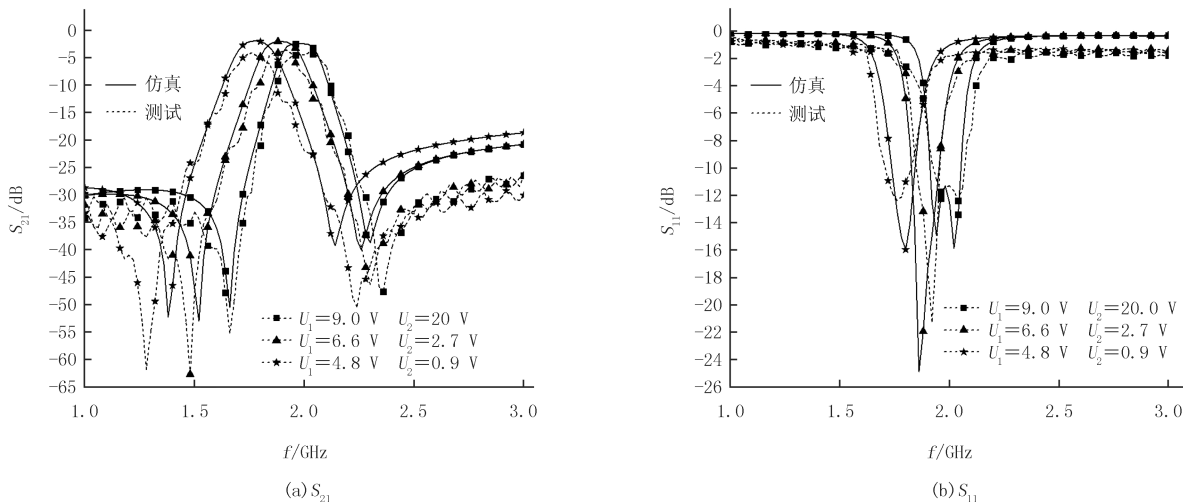 0
-5
-10
-15
-20
-25
-30
-35
-40
-45
-50
-55
-60
-65
S21/dB
仿真
测试
U1=9.0 V U2=20 V
U1=6.6 V U2=2.7 V
U1=4.8 V U2=0.9 V
1.0 1.5 2.0 2.5 3.0
f/GHz
(a)S21
0
-2
-4
-6
-8
-10
-12
-14
-16
-18
-20
-22
-24
-26
S11/dB
仿真
测试
U1=9.0 V U2=20.0 V
U1=6.6 V U2=2.7 V
U1=4.8 V U2=0.9 V
1.0 1.5 2.0 2.5 3.0
f/GHz
(b)S11